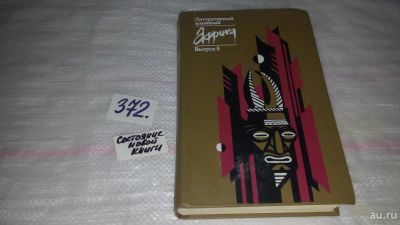 Литературный
альманах
Африка
Выпуск 8
372.
Состояние
новой
книги
au.ru